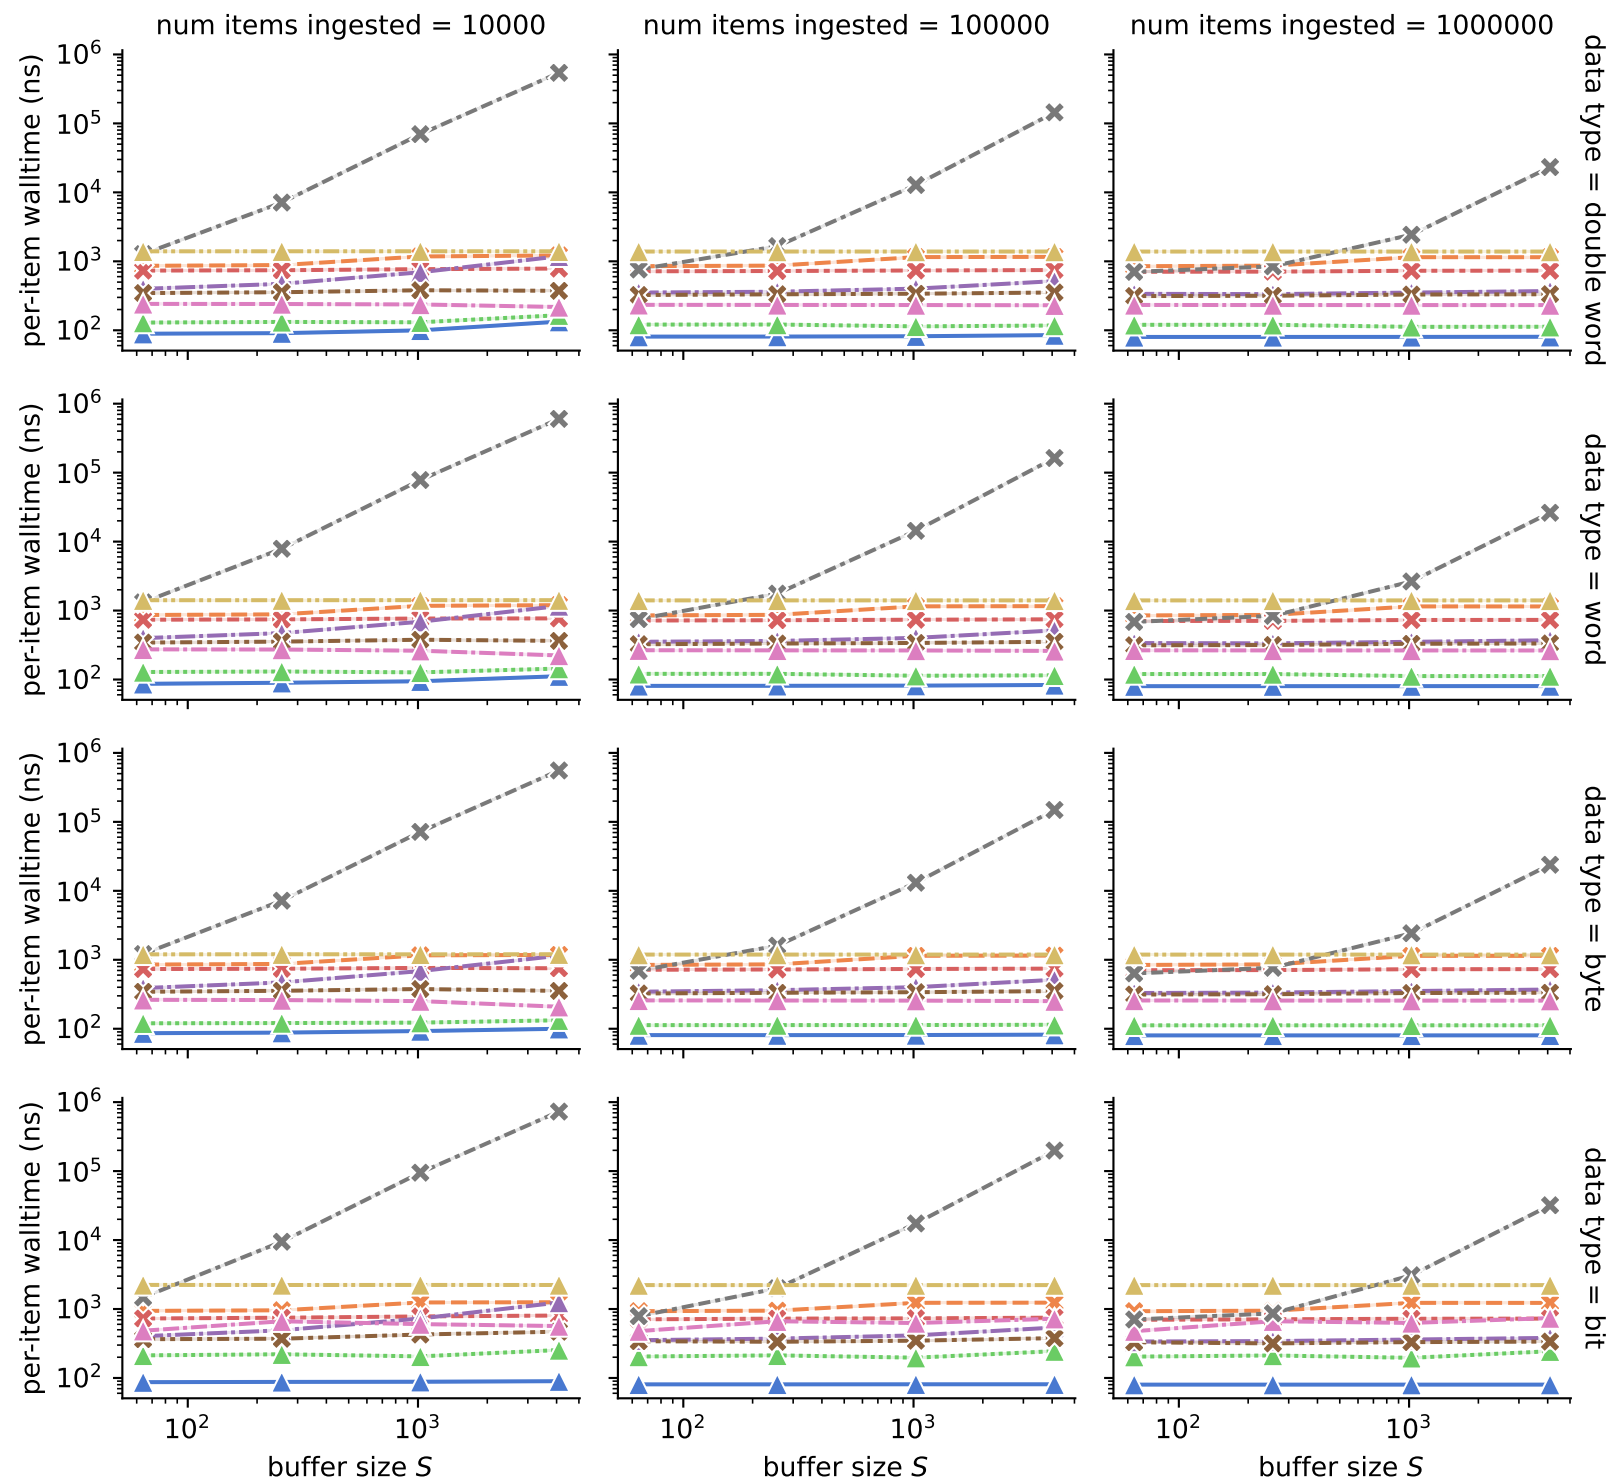 num items ingested = 10000
num items ingested = 100000
num items ingested = 1000000
per-item walltime (ns)
10^6
10^5
10^4
10^3
10^2
data type = double word
per-item walltime (ns)
10^6
10^5
10^4
10^3
10^2
data type = word
per-item walltime (ns)
10^6
10^5
10^4
10^3
10^2
data type = byte
per-item walltime (ns)
10^6
10^5
10^4
10^3
10^2
data type = bit
10^2 10^3
10^2 10^3
10^2 10^3
buffer size S
buffer size S
buffer size S